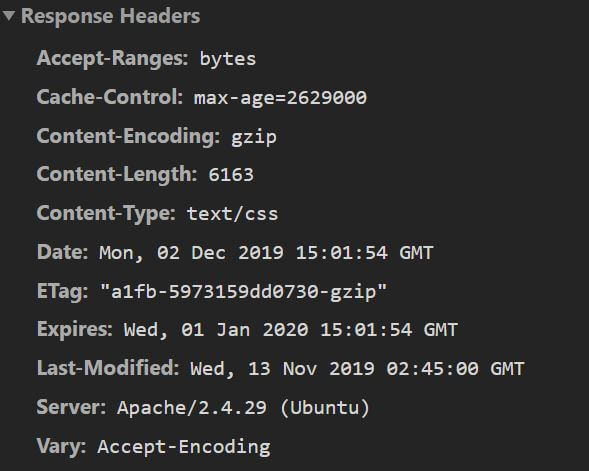 Response Headers
Accept-Ranges: bytes
Cache-Control: max-age=2629000
Content-Encoding: gzip
Content-Length: 6163
Content-Type: text/css
Date: Mon, 02 Dec 2019 15:01:54 GMT
ETag: "a1fb-5973159dd0730-gzip"
Expires: Wed, 01 Jan 2020 15:01:54 GMT
Last-Modified: Wed, 13 Nov 2019 02:45:00 GMT
Server: Apache/2.4.29 (Ubuntu)
Vary: Accept-Encoding